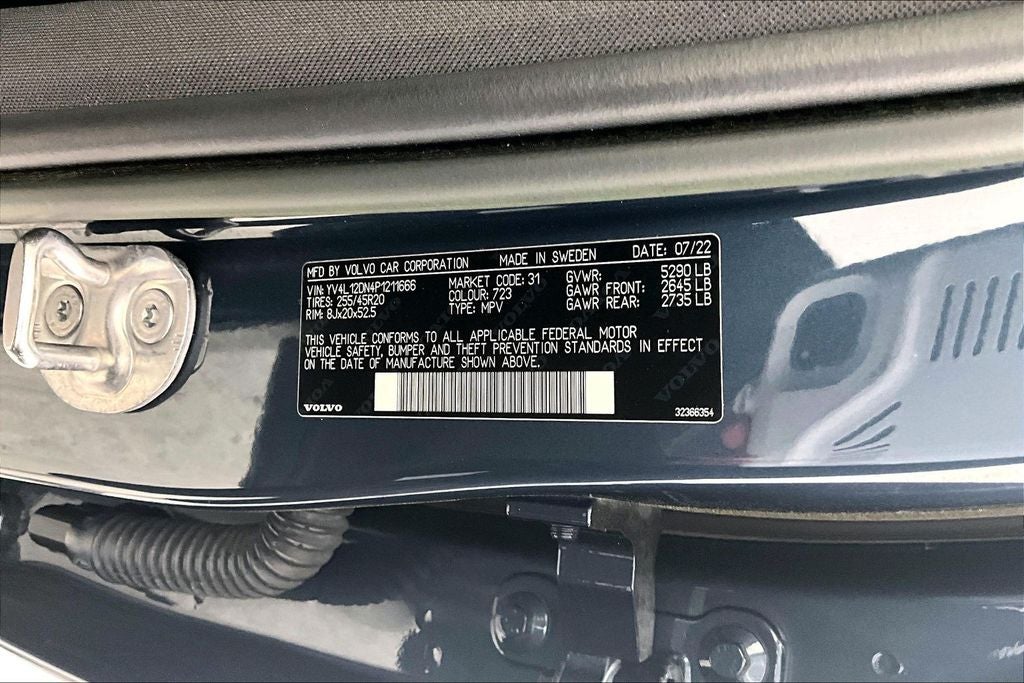 MFD BY VOLVO CAR CORPORATION MADE IN SWEDEN DATE: 07/22
VIN: YV4L12DN4P1211666 MARKET CODE: 31 GVWR: 5290 LB
TIRES: 255/45R20 COLOUR: 723 GAWR FRONT: 2645 LB
RIM: 8Jx20x52.5 TYPE: MPV GAWR REAR: 2735 LB
THIS VEHICLE CONFORMS TO ALL APPLICABLE FEDERAL MOTOR
VEHICLE SAFETY, BUMPER AND THEFT PREVENTION STANDARDS IN EFFECT
ON THE DATE OF MANUFACTURE SHOWN ABOVE.
VOLVO 32366354